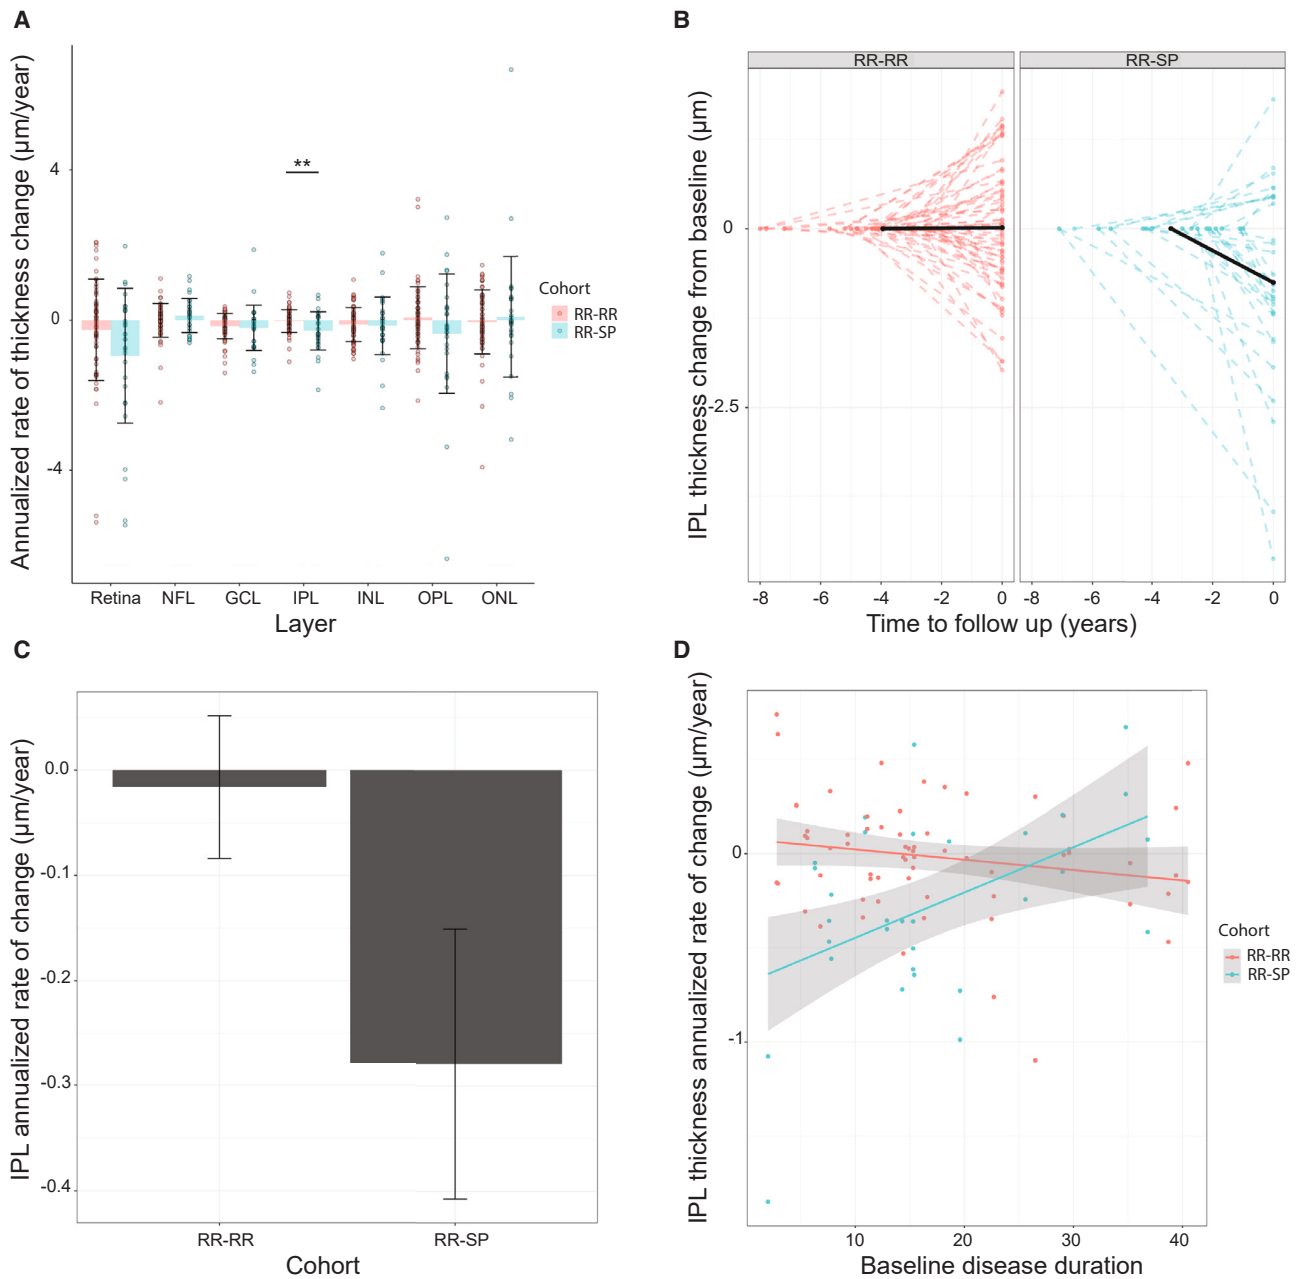 A
Annualized rate of thickness change (µm/year)
4
0
-4
**
Retina NFL GCL IPL INL OPL ONL
Layer
Cohort
RR-RR
RR-SP
B
RR-RR RR-SP
IPL thickness change from baseline (µm)
0
-2.5
-8 -6 -4 -2 0 -8 -6 -4 -2 0
Time to follow up (years)
C
IPL annualized rate of change (µm/year)
0.0
-0.1
-0.2
-0.3
-0.4
RR-RR RR-SP
Cohort
D
IPL thickness annualized rate of change (µm/year)
0
-1
10 20 30 40
Baseline disease duration
Cohort
RR-RR
RR-SP